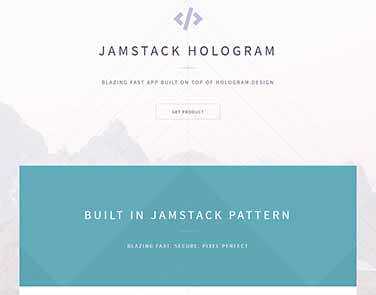 JAMSTACK HOLOGRAM
BLAZING FAST APP BUILT ON TOP OF HOLOGRAM DESIGN
GET PRODUCT
BUILT IN JAMSTACK PATTERN
BLAZING FAST, SECURE, PIXEL PERFECT